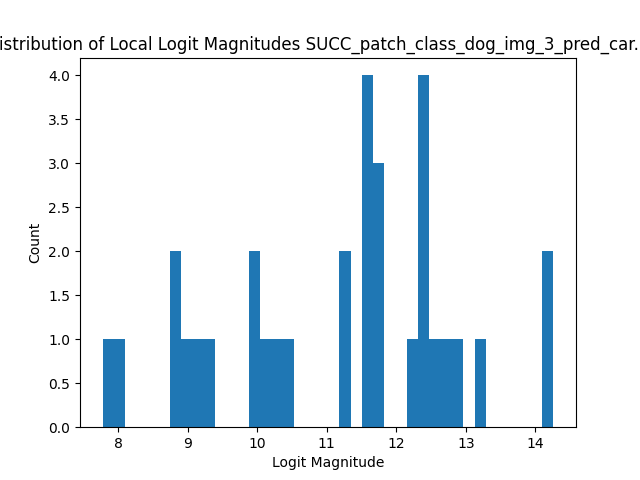 istribution of Local Logit Magnitudes SUCC_patch_class_dog_img_3_pred_car.
4.0
3.5
3.0
2.5
2.0
1.5
1.0
0.5
0.0
Count
8 9 10 11 12 13 14
Logit Magnitude